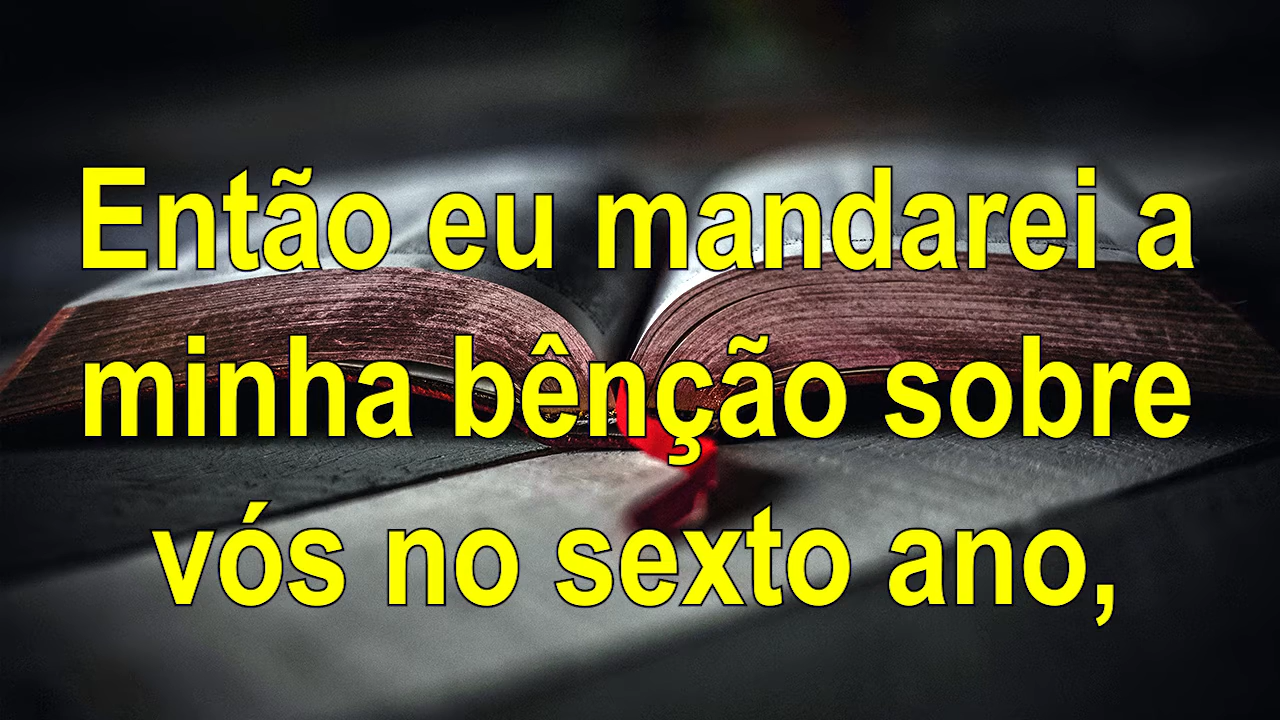 Então eu mandarei a
minha bênção sobre
vós no sexto ano,